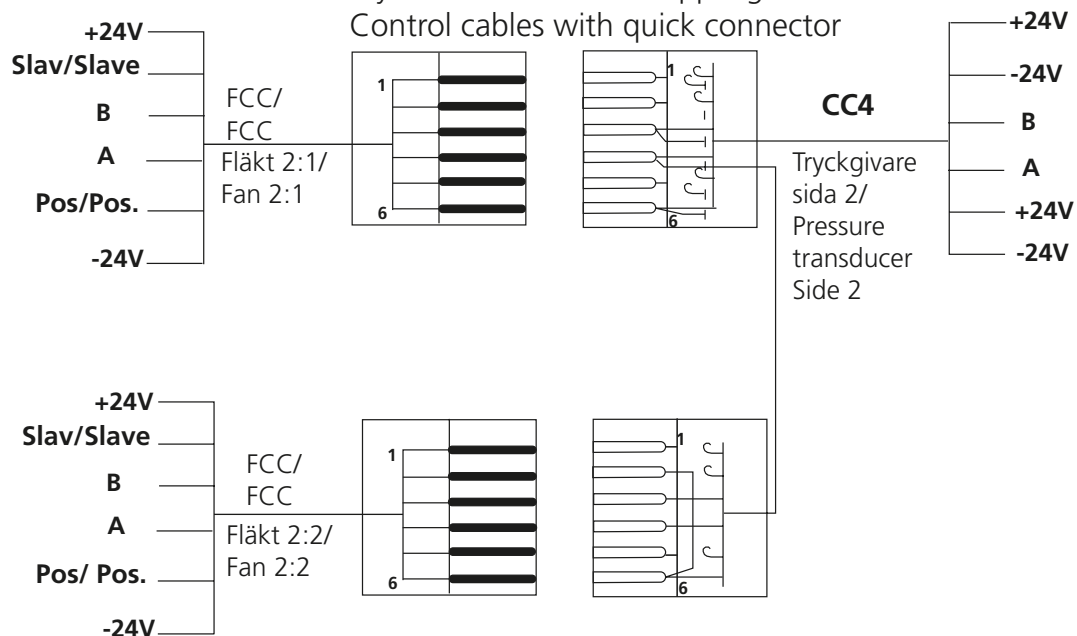 Control cables with quick connector
+24V
Slav/Slave
B
A
Pos/Pos.
-24V
FCC/
FCC
Fläkt 2:1/
Fan 2:1
1
6
1
6
CC4
Tryckgivare
sida 2/
Pressure
transducer
Side 2
+24V
-24V
B
A
+24V
-24V
+24V
Slav/Slave
B
A
Pos/ Pos.
-24V
FCC/
FCC
Fläkt 2:2/
Fan 2:2
1
6
1
6